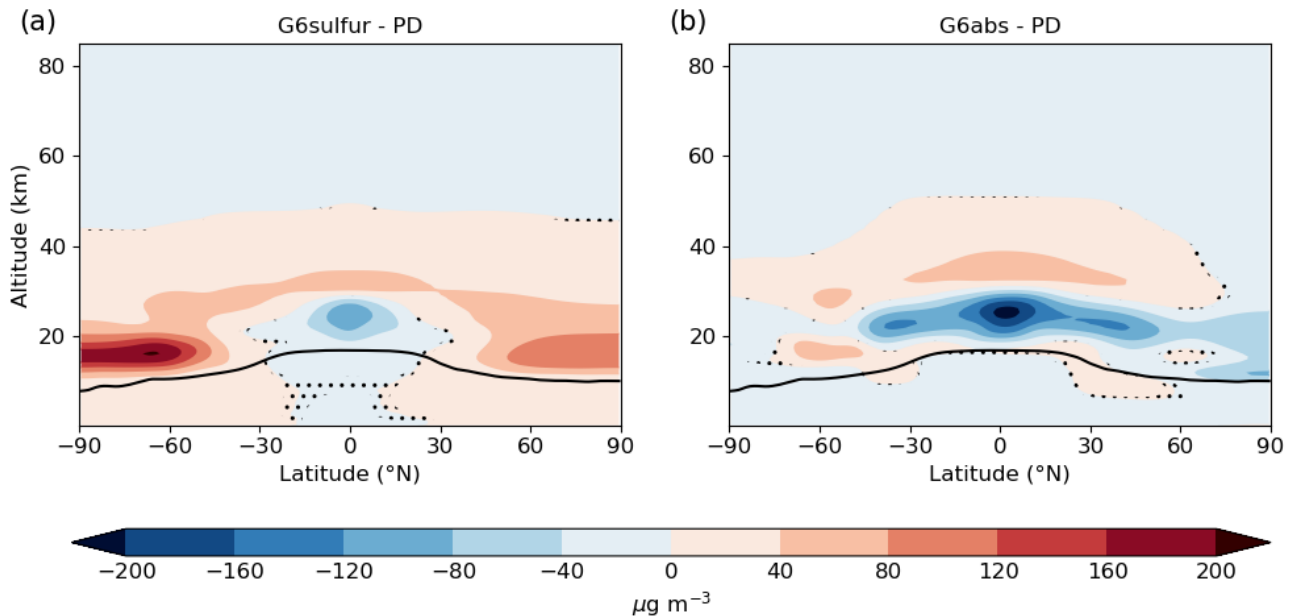 (a)
G6sulfur - PD
(b)
G6abs - PD
Altitude (km)
80
60
40
20
80
60
40
20
−90 −60 −30 0 30 60 90
−90 −60 −30 0 30 60 90
Latitude (°N)
Latitude (°N)
−200 −160 −120 −80 −40 0 40 80 120 160 200
μg m⁻³